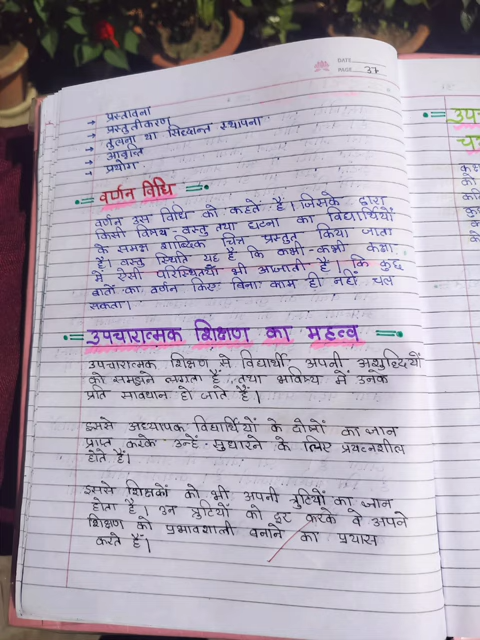 DATE
PAGE 37
→ प्रस्तावना
→ प्रस्तुतीकरण
→ तुलना या सिद्धान्त स्थापना
→ आवृत्ति
→ प्रयोग
वर्णन विधि
वर्णन उस विधि को कहते है। जिसके द्वारा
किसी विषय-वस्तु तथा घटना का विद्यार्थियों
के समक्ष शाब्दिक चित्र प्रस्तुत किया जाता
है। वस्तु स्थिति यह है कि कभी-कभी कक्षा
में ऐसी परिस्थितियाँ भी आजाती है। कि कुछ
बातों का वर्णन किए बिना काम ही नहीं चल
सकता।
उपचारात्मक शिक्षण का महत्व
उपचारात्मक शिक्षण से विद्यार्थी अपनी अशुद्धियों
को समझने लगता है तथा भविष्य में उनके
प्रति सावधान हो जाते है।
इससे अध्यापक विद्यार्थियों के दोषों का ज्ञान
प्राप्त करके उन्हें सुधारने के लिए प्रयत्नशील
होते हैं।
इससे शिक्षकों को भी अपनी त्रुटियों का ज्ञान
होता है। उन त्रुटियों को दूर करके वे अपने
शिक्षण को प्रभावशाली बनाने का प्रयास
करते हैं।